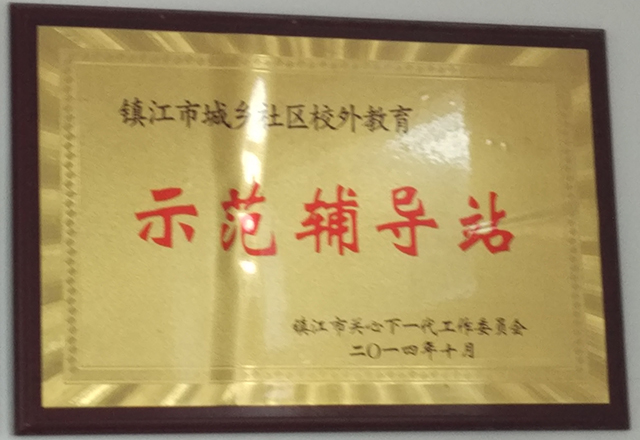 镇江市城乡社区校外教育
示范辅导站
镇江市关心下一代工作委员会
二〇一四年十月